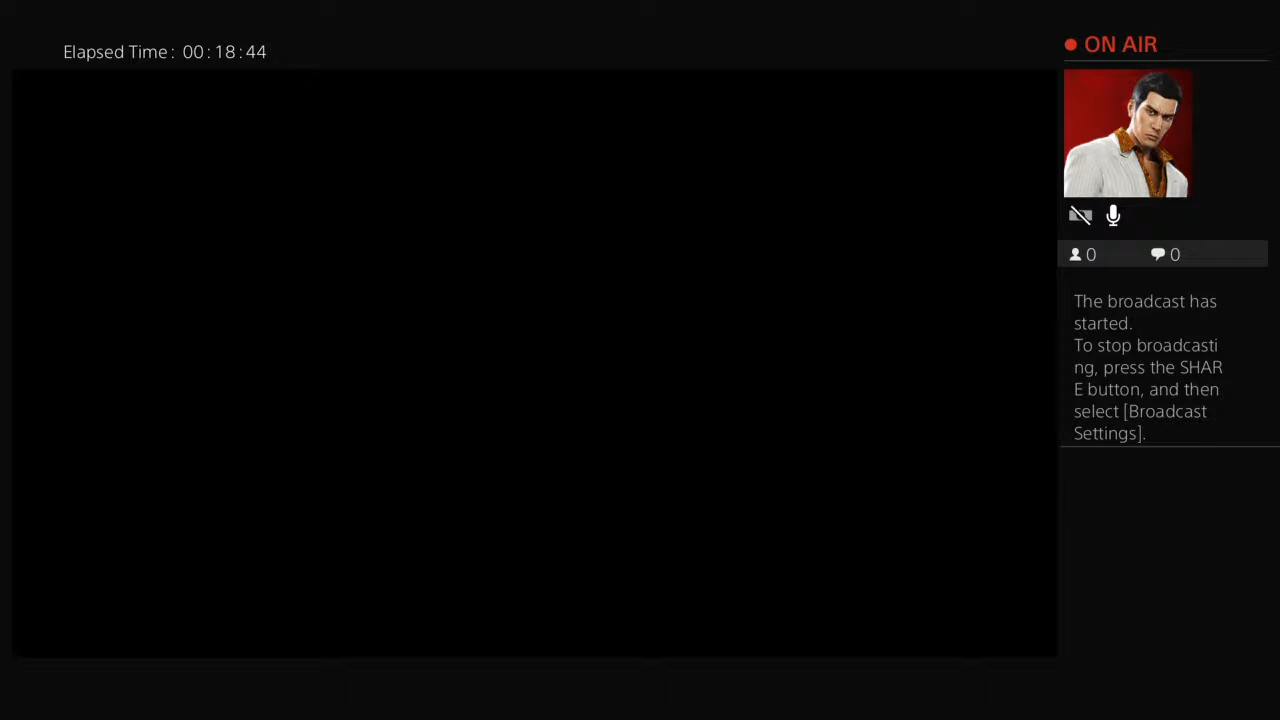 Elapsed Time: 00:18:44
ON AIR
0
0
The broadcast has
started.
To stop broadcasti
ng, press the SHAR
E button, and then
select [Broadcast
Settings].